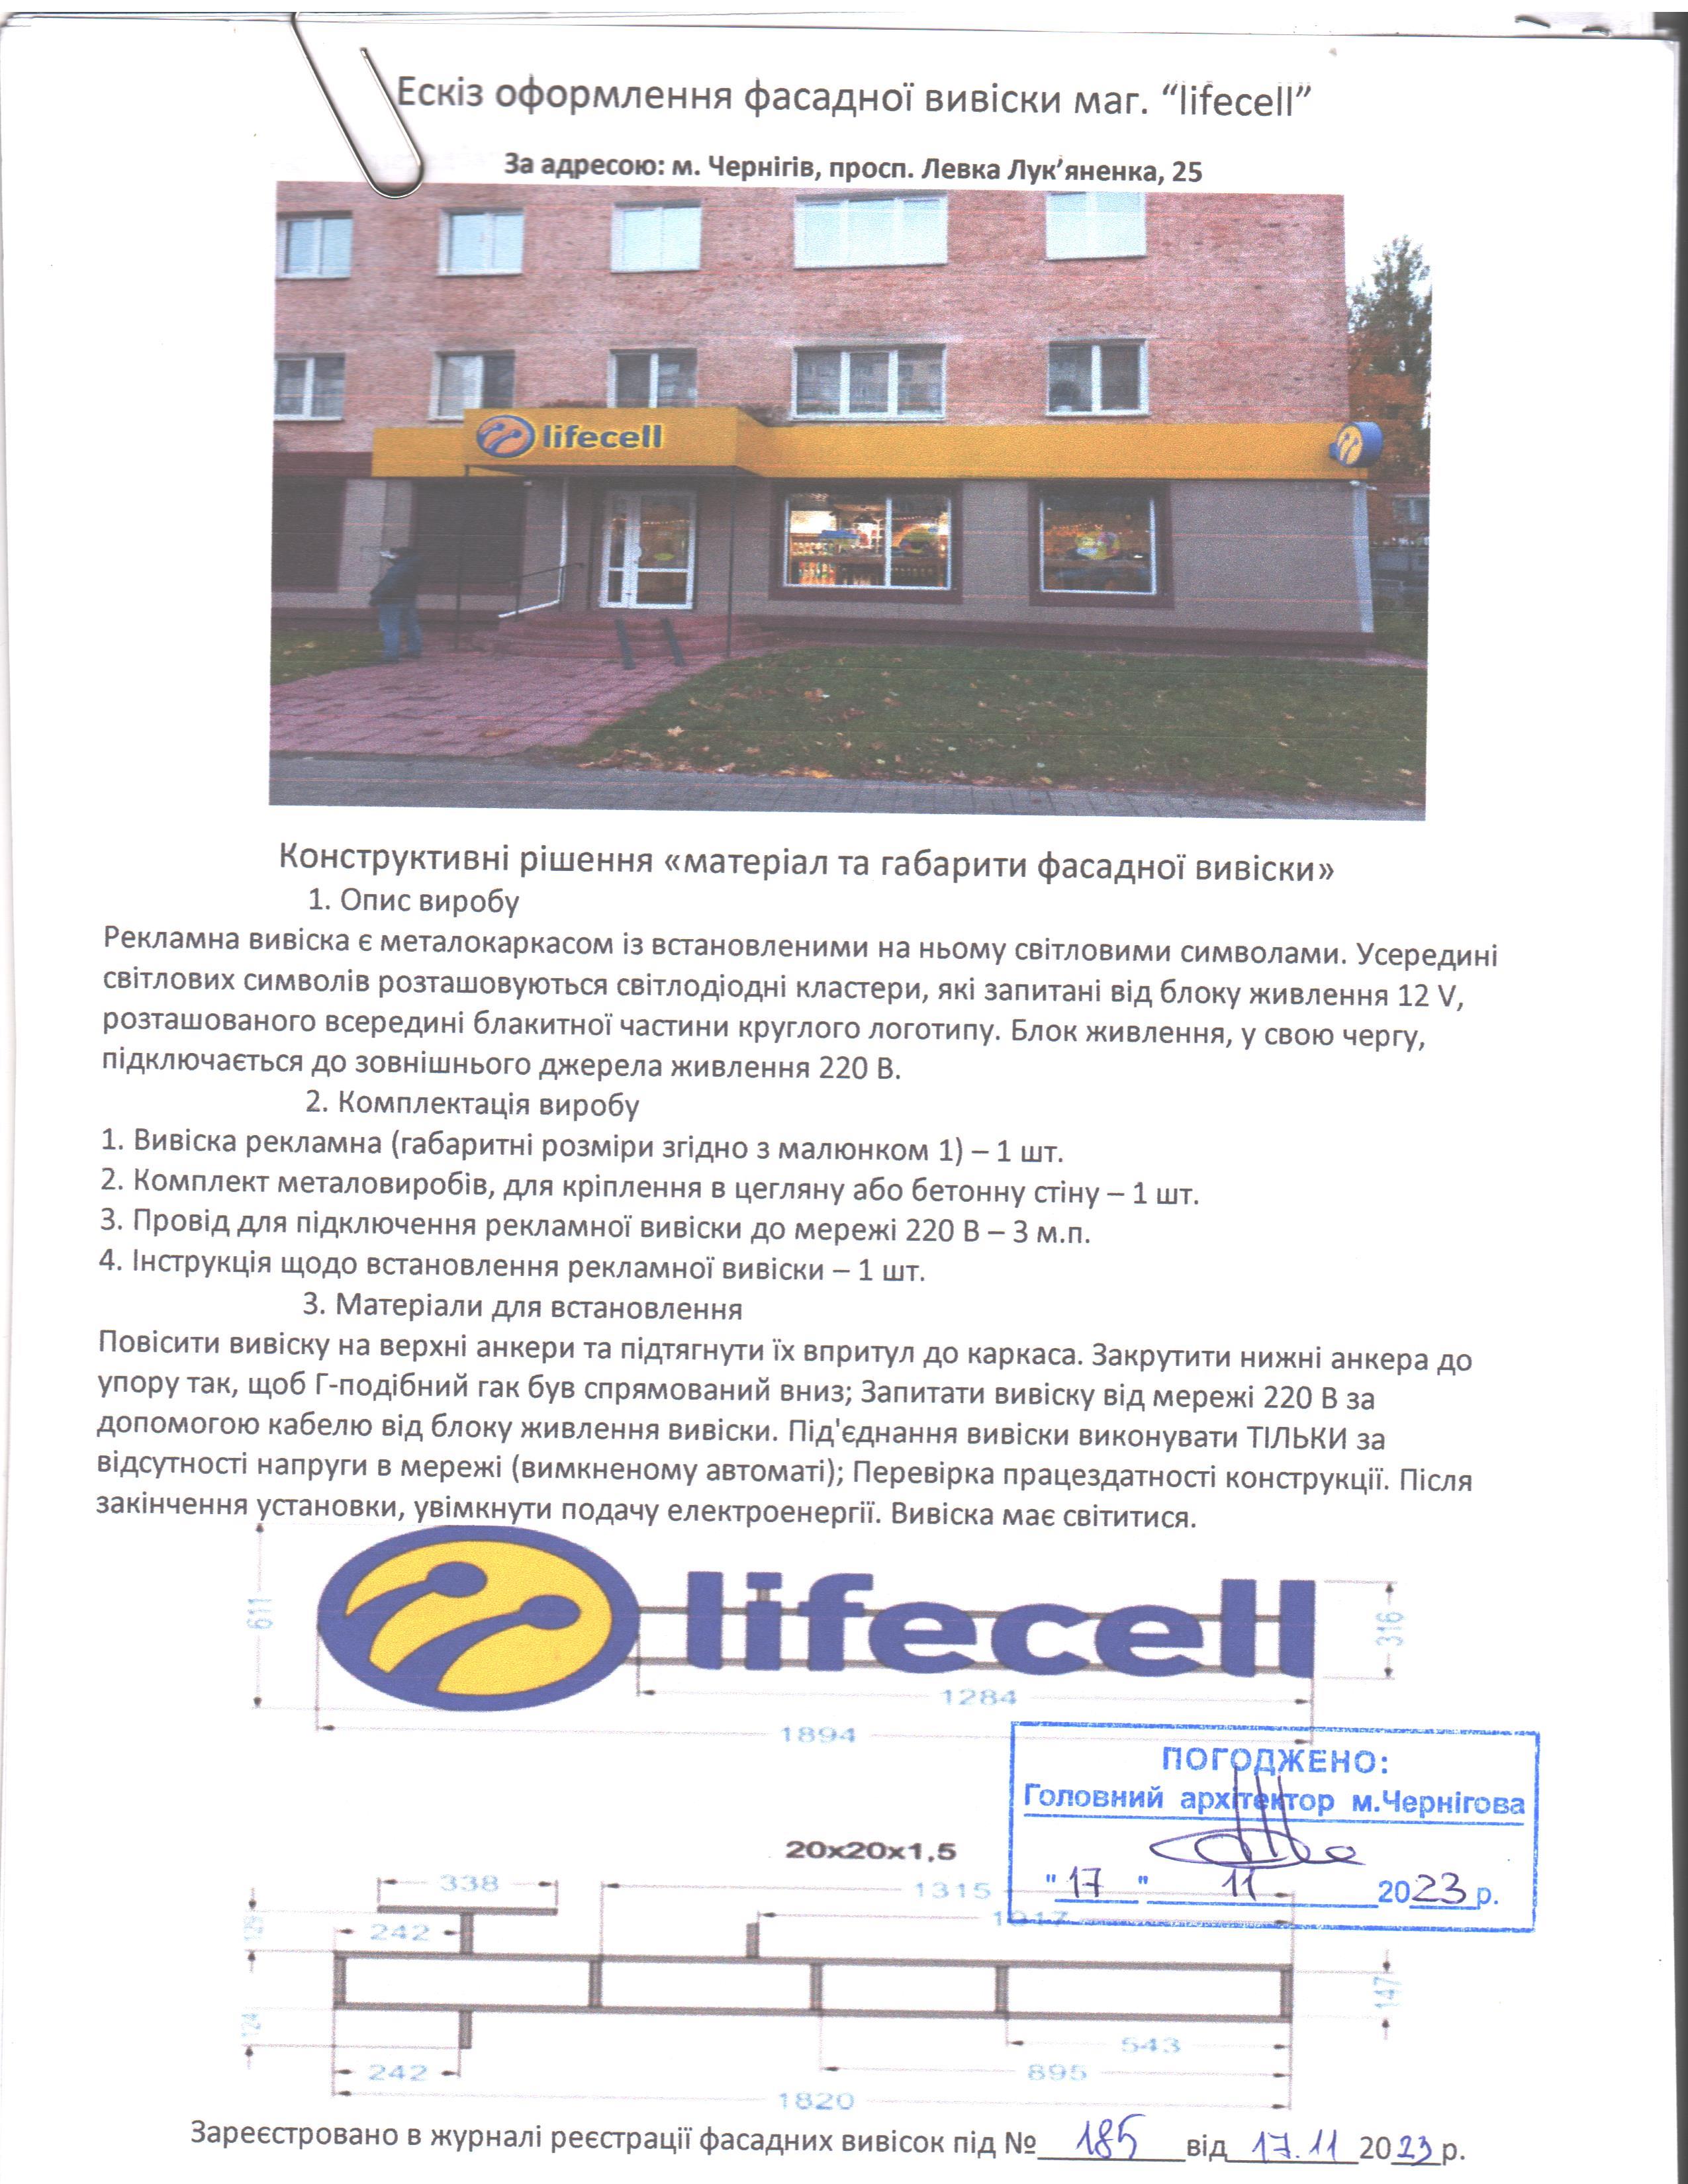 Ескіз оформлення фасадної вивіски маг. “lifecell”
За адресою: м. Чернігів, просп. Левка Лук’яненка, 25
lifecell
Конструктивні рішення «матеріал та габарити фасадної вивіски»
1. Опис виробу
Рекламна вивіска є металокаркасом із встановленими на ньому світловими символами. Усередині
світлових символів розташовуються світлодіодні кластери, які запитані від блоку живлення 12 V,
розташованого всередині блакитної частини круглого логотипу. Блок живлення, у свою чергу,
підключається до зовнішнього джерела живлення 220 В.
2. Комплектація виробу
1. Вивіска рекламна (габаритні розміри згідно з малюнком 1) – 1 шт.
2. Комплект металовиробів, для кріплення в цегляну або бетонну стіну – 1 шт.
3. Провід для підключення рекламної вивіски до мережі 220 В – 3 м.п.
4. Інструкція щодо встановлення рекламної вивіски – 1 шт.
3. Матеріали для встановлення
Повісити вивіску на верхні анкери та підтягнути їх впритул до каркаса. Закрутити нижні анкера до
упору так, щоб Г-подібний гак був спрямований вниз; Запитати вивіску від мережі 220 В за
допомогою кабелю від блоку живлення вивіски. Під'єднання вивіски виконувати ТІЛЬКИ за
відсутності напруги в мережі (вимкненому автоматі); Перевірка працездатності конструкції. Після
закінчення установки, увімкнути подачу електроенергії. Вивіска має світитися.
611
lifecell
316
1284
1894
ПОГОДЖЕНО:
Головний архітектор м.Чернігова
"17" 11 2023р.
20x20x1,5
338
1315
1017
129
242
147
124
543
242
895
1820
Зареєстровано в журналі реєстрації фасадних вивісок під № 185 від 17.11 2023 р.